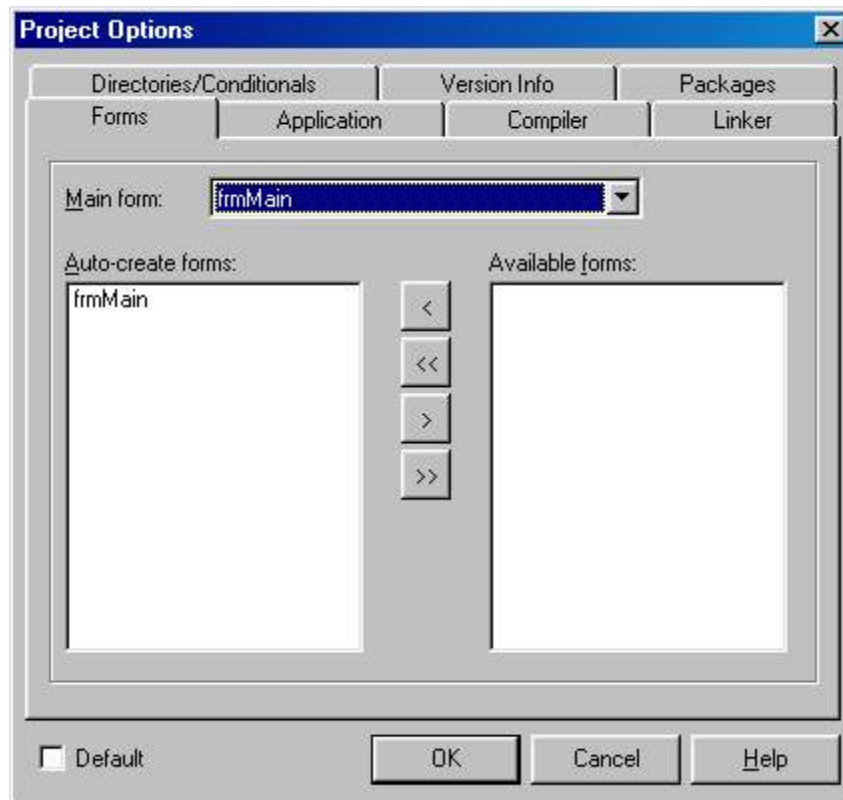 Project Options
Directories/Conditionals Version Info Packages
Forms Application Compiler Linker
Main form: frmMain
Auto-create forms: Available forms:
frmMain
<
<<
>
>>
Default OK Cancel Help